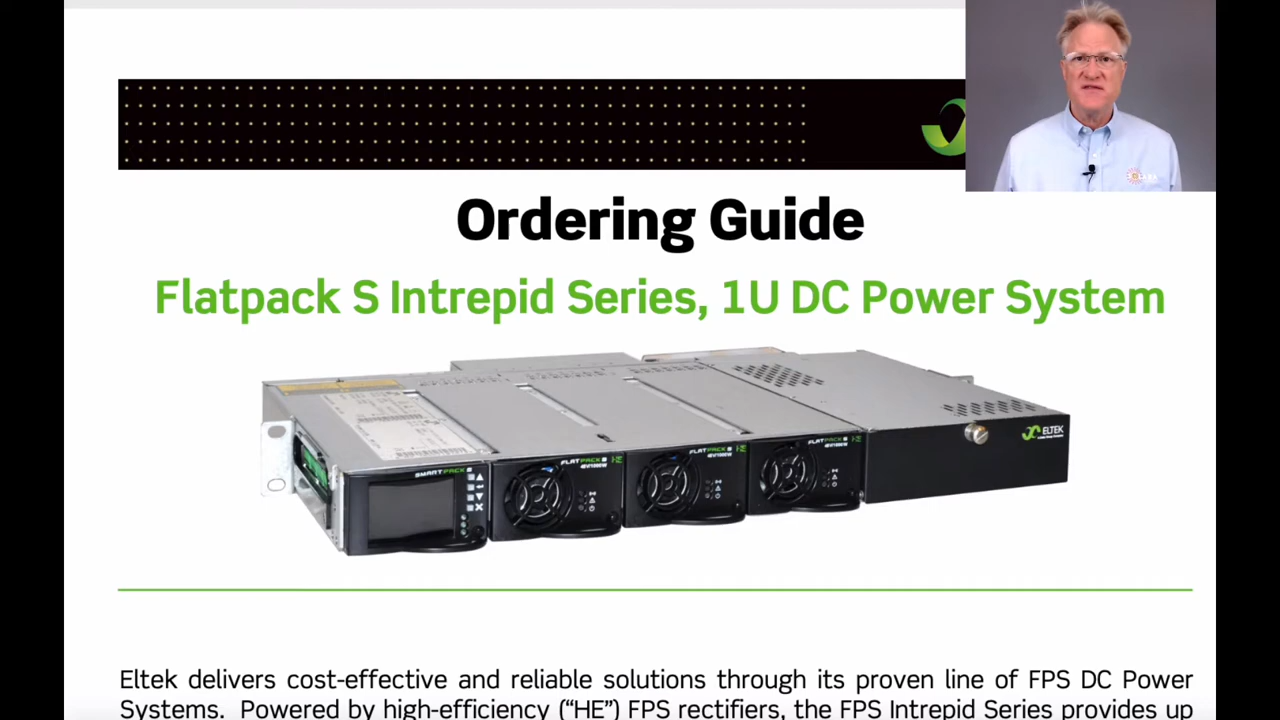 Ordering Guide
Flatpack S Intrepid Series, 1U DC Power System
ELTEK
SMARTPACK S
FLATPACK S
FLATPACK S
FLATPACK S
Eltek delivers cost-effective and reliable solutions through its proven line of FPS DC Power
Systems. Powered by high-efficiency (“HE”) FPS rectifiers, the FPS Intrepid Series provides up